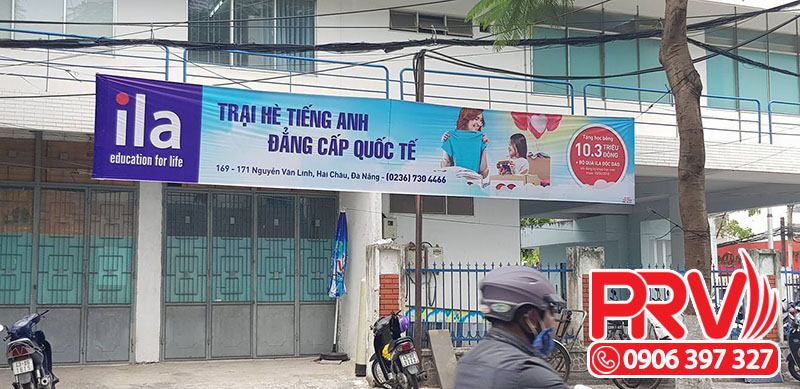 ila
education for life
TRẠI HÈ TIẾNG ANH
ĐẲNG CẤP QUỐC TẾ
169 - 171 Nguyễn Văn Linh, Hải Châu, Đà Nẵng - (0236) 730 4466
Tặng học bổng
10.3 TRIỆU
ĐỒNG
+ BỘ QUÀ ILA ĐỘC ĐÁO
PRV
0906 397 327